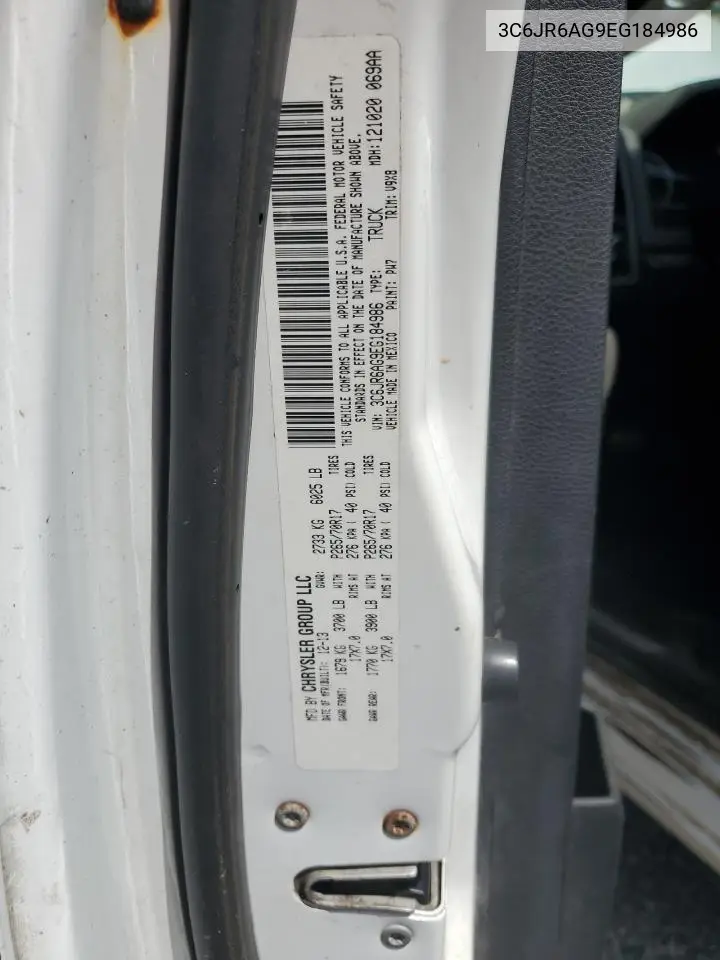 3C6JR6AG9EG184986
MFD BY CHRYSLER GROUP LLC
DATE OF MFR(BUILT): 12-13 GVWR: 2733 KG 6025 LB
GAWR FRONT: 1679 KG 3700 LB WITH P265/70R17 TIRES
17X7.0 RIMS AT 276 KPA ( 40 PSI) COLD
GAWR REAR: 1770 KG 3900 LB WITH P265/70R17 TIRES
17X7.0 RIMS AT 276 KPA ( 40 PSI) COLD
THIS VEHICLE CONFORMS TO ALL APPLICABLE U.S.A. FEDERAL MOTOR VEHICLE SAFETY
STANDARDS IN EFFECT ON THE DATE OF MANUFACTURE SHOWN ABOVE.
VIN: 3C6JR6AG9EG184986 TYPE: TRUCK MDH: 121020 069AA
VEHICLE MADE IN MEXICO PAINT: PW7 TRIM: V9X8